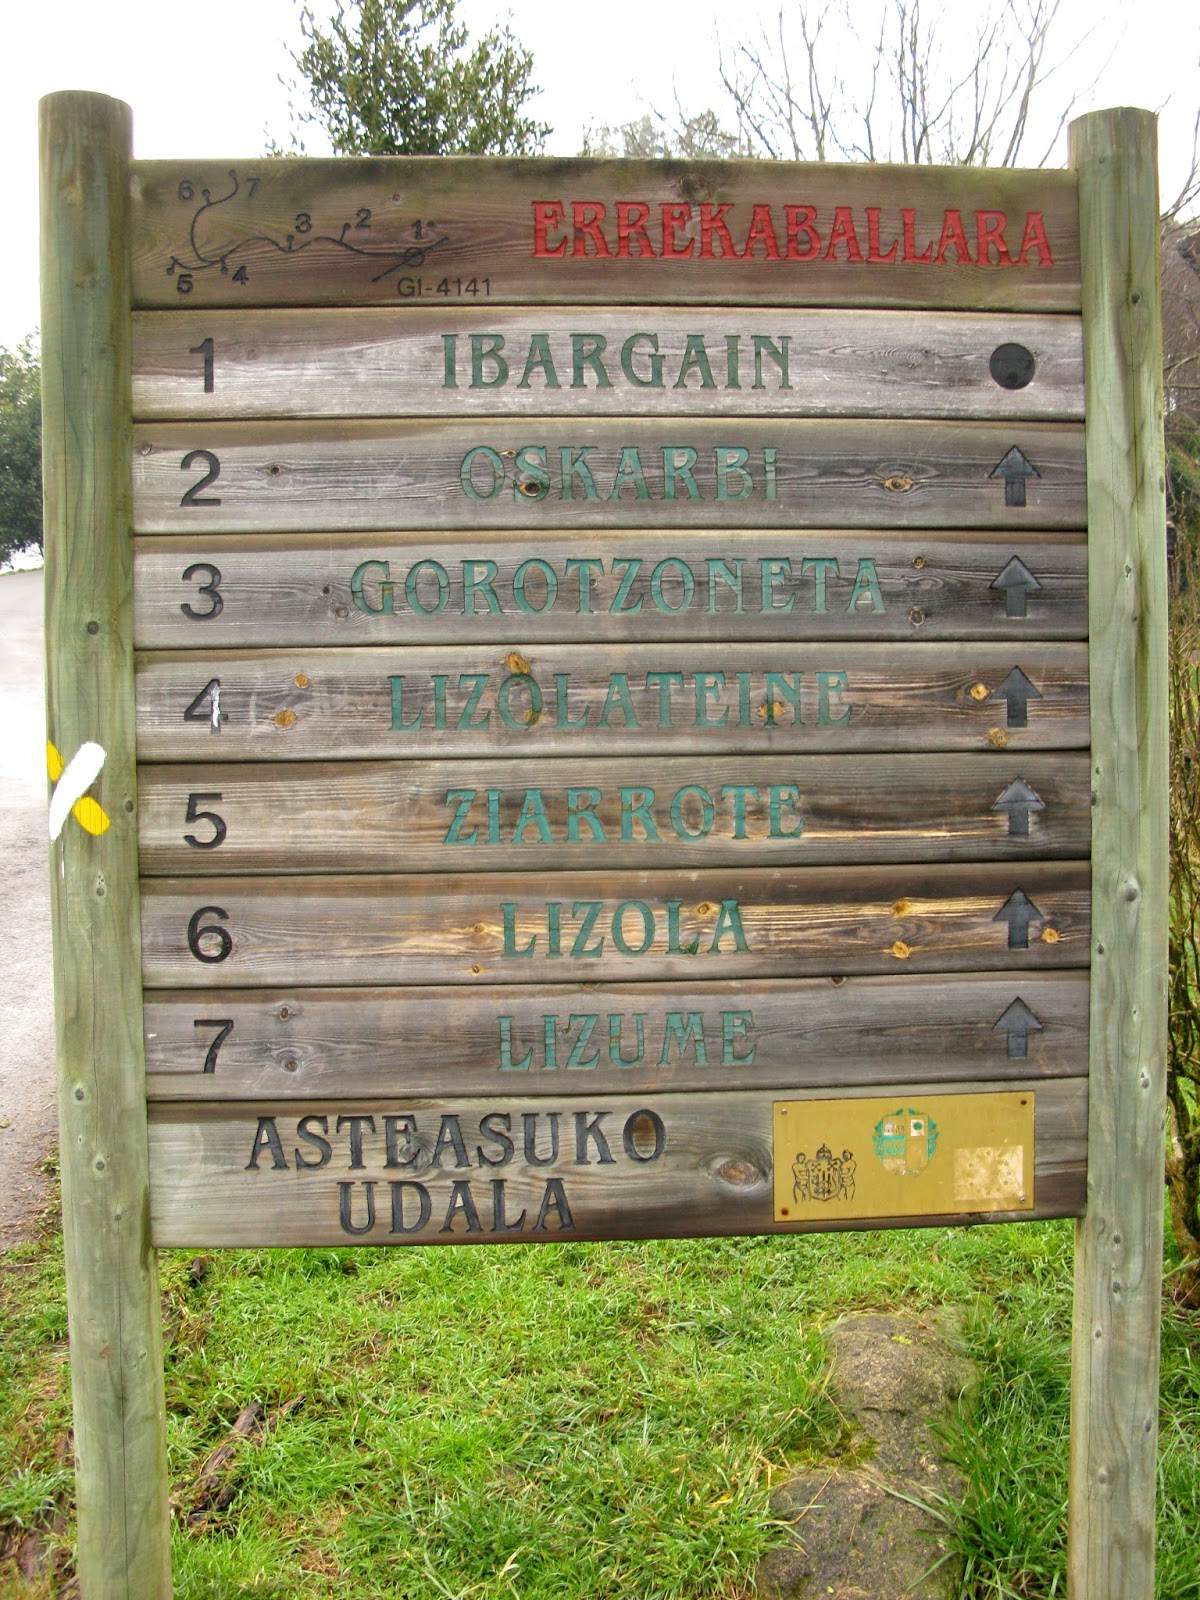 6 7 3 2 1 5 4
GI-4141
ERREKABALLARA
1 IBARGAIN
2 OSKARBI
3 GOROTZONETA
4 LIZOLATEINE
5 ZIARROTE
6 LIZOLA
7 LIZUME
ASTEASUKO
UDALA